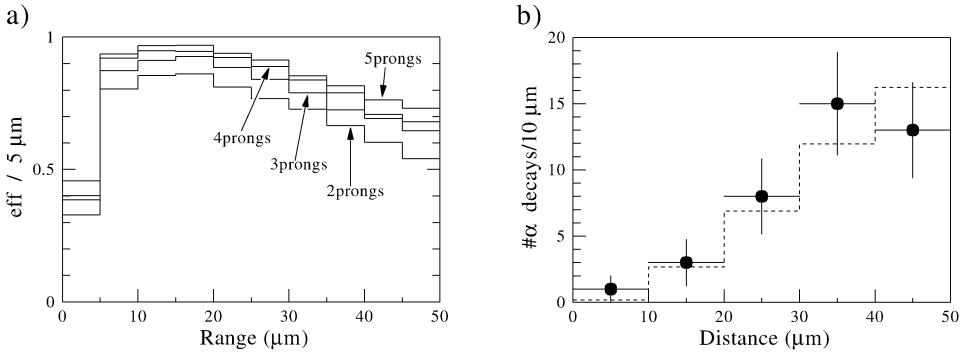 a)
1
0.5
0
eff / 5 μm
5prongs
4prongs
3prongs
2prongs
0 10 20 30 40 50
Range (μm)
b)
20
15
10
5
0
#α decays/10 μm
0 10 20 30 40 50
Distance (μm)